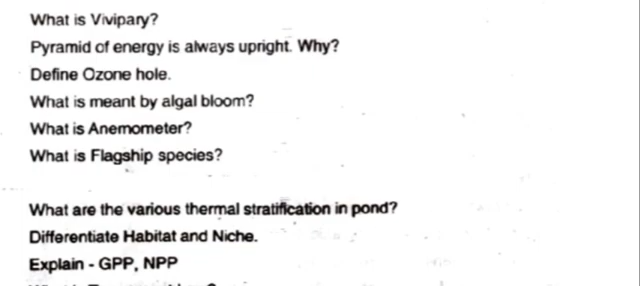 What is Vivipary?
Pyramid of energy is always upright. Why?
Define Ozone hole.
What is meant by algal bloom?
What is Anemometer?
What is Flagship species?
What are the various thermal stratification in pond?
Differentiate Habitat and Niche.
Explain - GPP, NPP